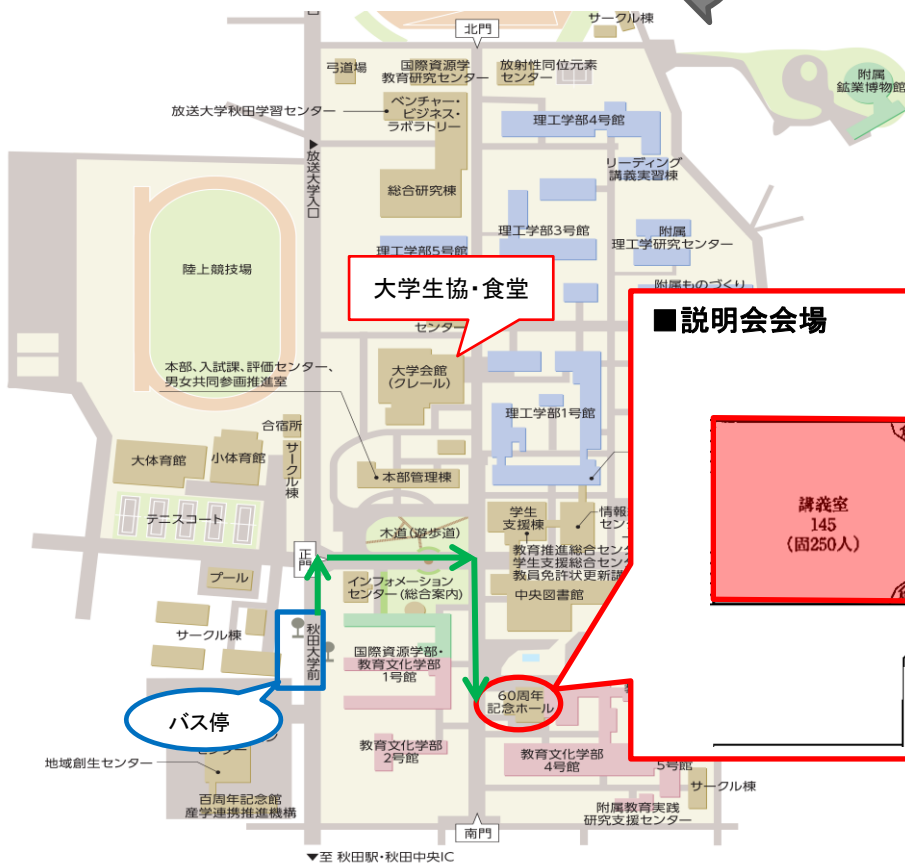 サークル棟
北門
弓道場
国際資源学
教育研究センター
放射性同位元素
センター
附属
鉱業博物館
放送大学秋田学習センター
ベンチャー・
ビジネス・
ラボラトリー
理工学部4号館
▶放送大学入口
リーディング
講義実習棟
総合研究棟
理工学部3号館
附属
理工学研究センター
理工学部5号館
陸上競技場
附属ものづくり
大学生協・食堂
センター
■説明会会場
本部、入試課、評価センター、
男女共同参画推進室
大学会館
(クレール)
理工学部1号館
合宿所
サークル棟
大体育館
小体育館
本部管理棟
講義室
145
(固250人)
テニスコート
学生
支援棟
情報
セン
木道(遊歩道)
正門
教育推進総合セン
学生支援総合セン
教員免許状更新講
プール
インフォメーション
センター(総合案内)
中央図書館
サークル棟
秋田大学前
国際資源学部・
教育文化学部
1号館
60周年
記念ホール
バス停
教育文化学部
2号館
教育文化学部
4号館
5号館
地域創生センター
サークル棟
百周年記念館
産学連携推進機構
附属教育実践
研究支援センター
南門
▼至 秋田駅・秋田中央IC